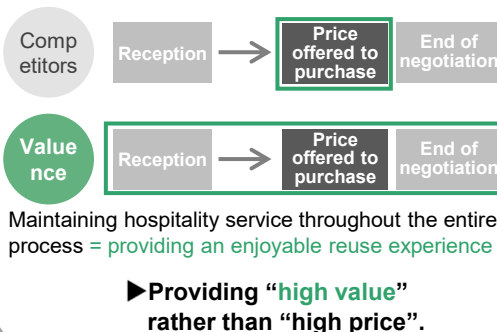 Comp
etitors
Reception
Price
offered to
purchase
End of
negotiation
Value
nce
Reception
Price
offered to
purchase
End of
negotiation
Maintaining hospitality service throughout the entire
process = providing an enjoyable reuse experience
▶Providing “high value”
rather than “high price”.